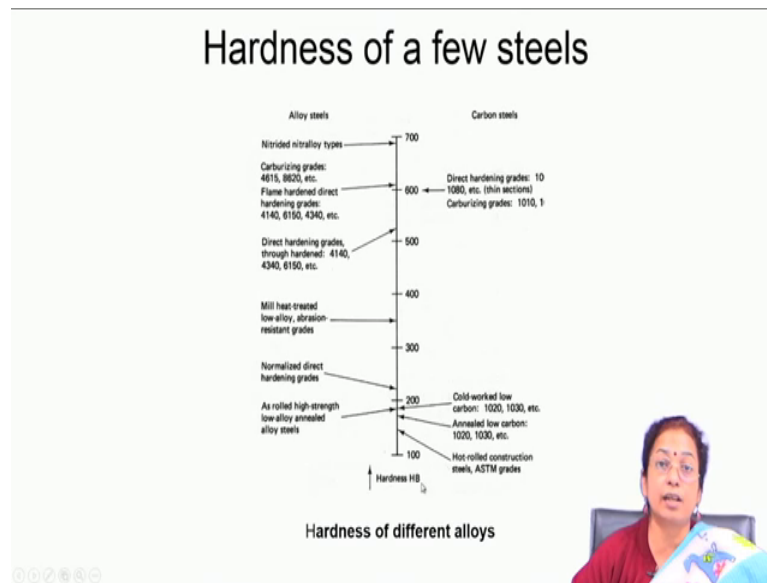 Hardness of a few steels
Alloy steels
Carbon steels
Nitrided nitralloy types
Carburizing grades:
4615, 8620, etc.
Flame hardened direct
hardening grades:
4140, 6150, 4340, etc.
Direct hardening grades,
through hardened: 4140,
4340, 6150, etc.
Mill heat-treated
low-alloy, abrasion-
resistant grades
Normalized direct
hardening grades
As rolled high-strength
low-alloy annealed
alloy steels
700
600
500
400
300
200
100
Hardness HB
Direct hardening grades: 10
1080, etc. (thin sections)
Carburizing grades: 1010, 1
Cold-worked low
carbon: 1020, 1030, etc.
Annealed low carbon:
1020, 1030, etc.
Hot-rolled construction
steels, ASTM grades
Hardness of different alloys